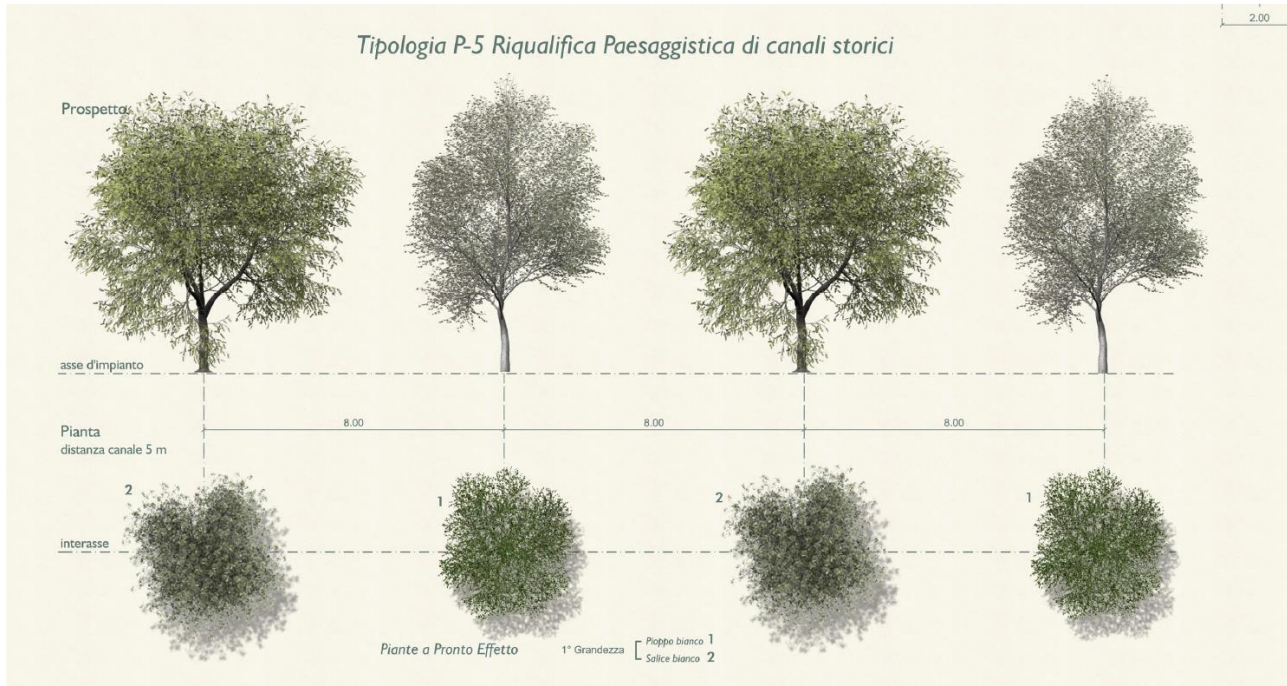 2.00
Tipologia P-5 Riqualifica Paesaggistica di canali storici
Prospetto
asse d'impianto
8.00 8.00 8.00
Pianta
distanza canale 5 m
2 1 2 1
interasse
Piante a Pronto Effetto 1° Grandezza Pioppo bianco 1
Salice bianco 2